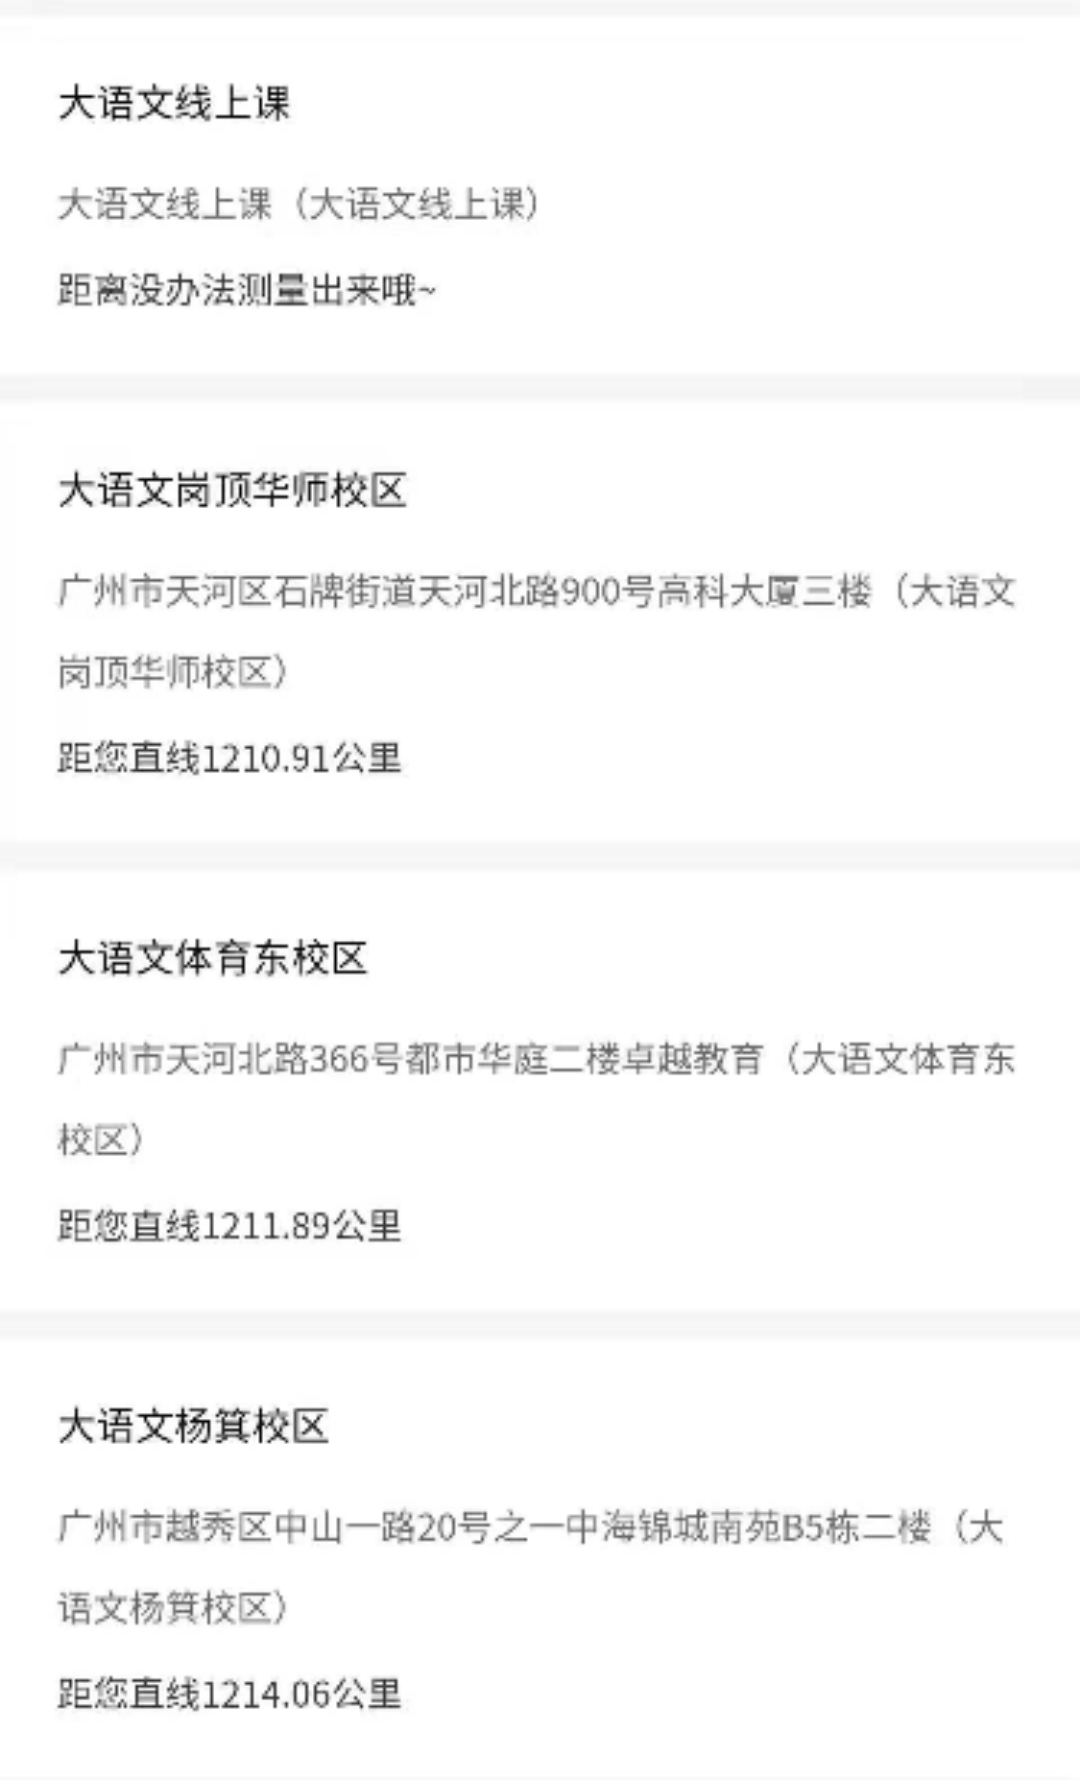 大语文线上课
大语文线上课（大语文线上课）
距离没办法测量出来哦~
大语文岗顶华师校区
广州市天河区石牌街道天河北路900号高科大厦三楼（大语文
岗顶华师校区）
距您直线1210.91公里
大语文体育东校区
广州市天河北路366号都市华庭二楼卓越教育（大语文体育东
校区）
距您直线1211.89公里
大语文杨箕校区
广州市越秀区中山一路20号之一中海锦城南苑B5栋二楼（大
语文杨箕校区）
距您直线1214.06公里